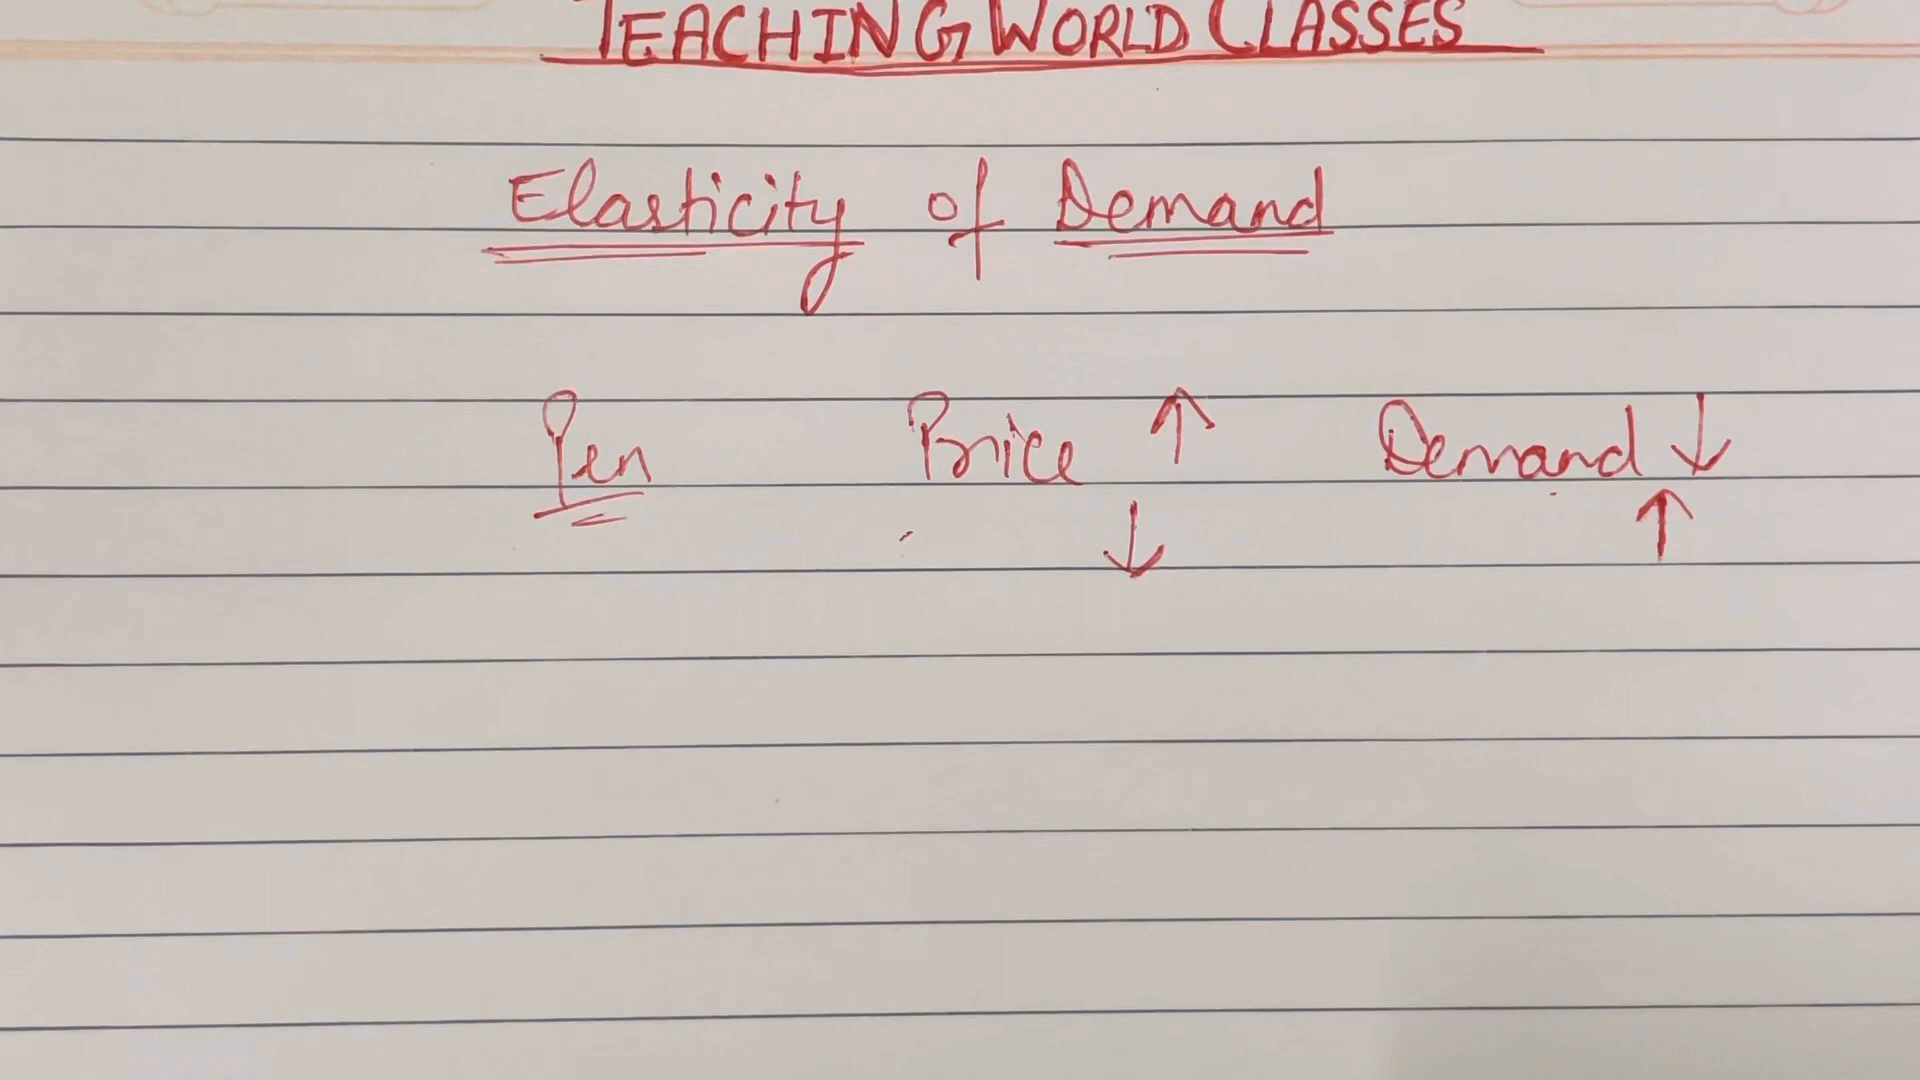 TEACHING WORLD CLASSES
Elasticity of Demand
Pen Price ↑ Demand ↓
↓ ↑